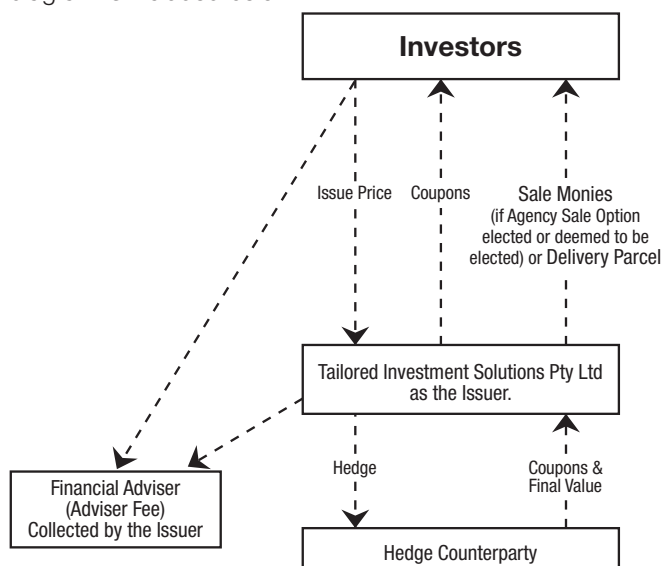 Investors
Issue Price
Coupons
Sale Monies
(if Agency Sale Option
elected or deemed to be
elected) or Delivery Parcel
Tailored Investment Solutions Pty Ltd
as the Issuer.
Hedge
Coupons &
Final Value
Financial Adviser
(Adviser Fee)
Collected by the Issuer
Hedge Counterparty